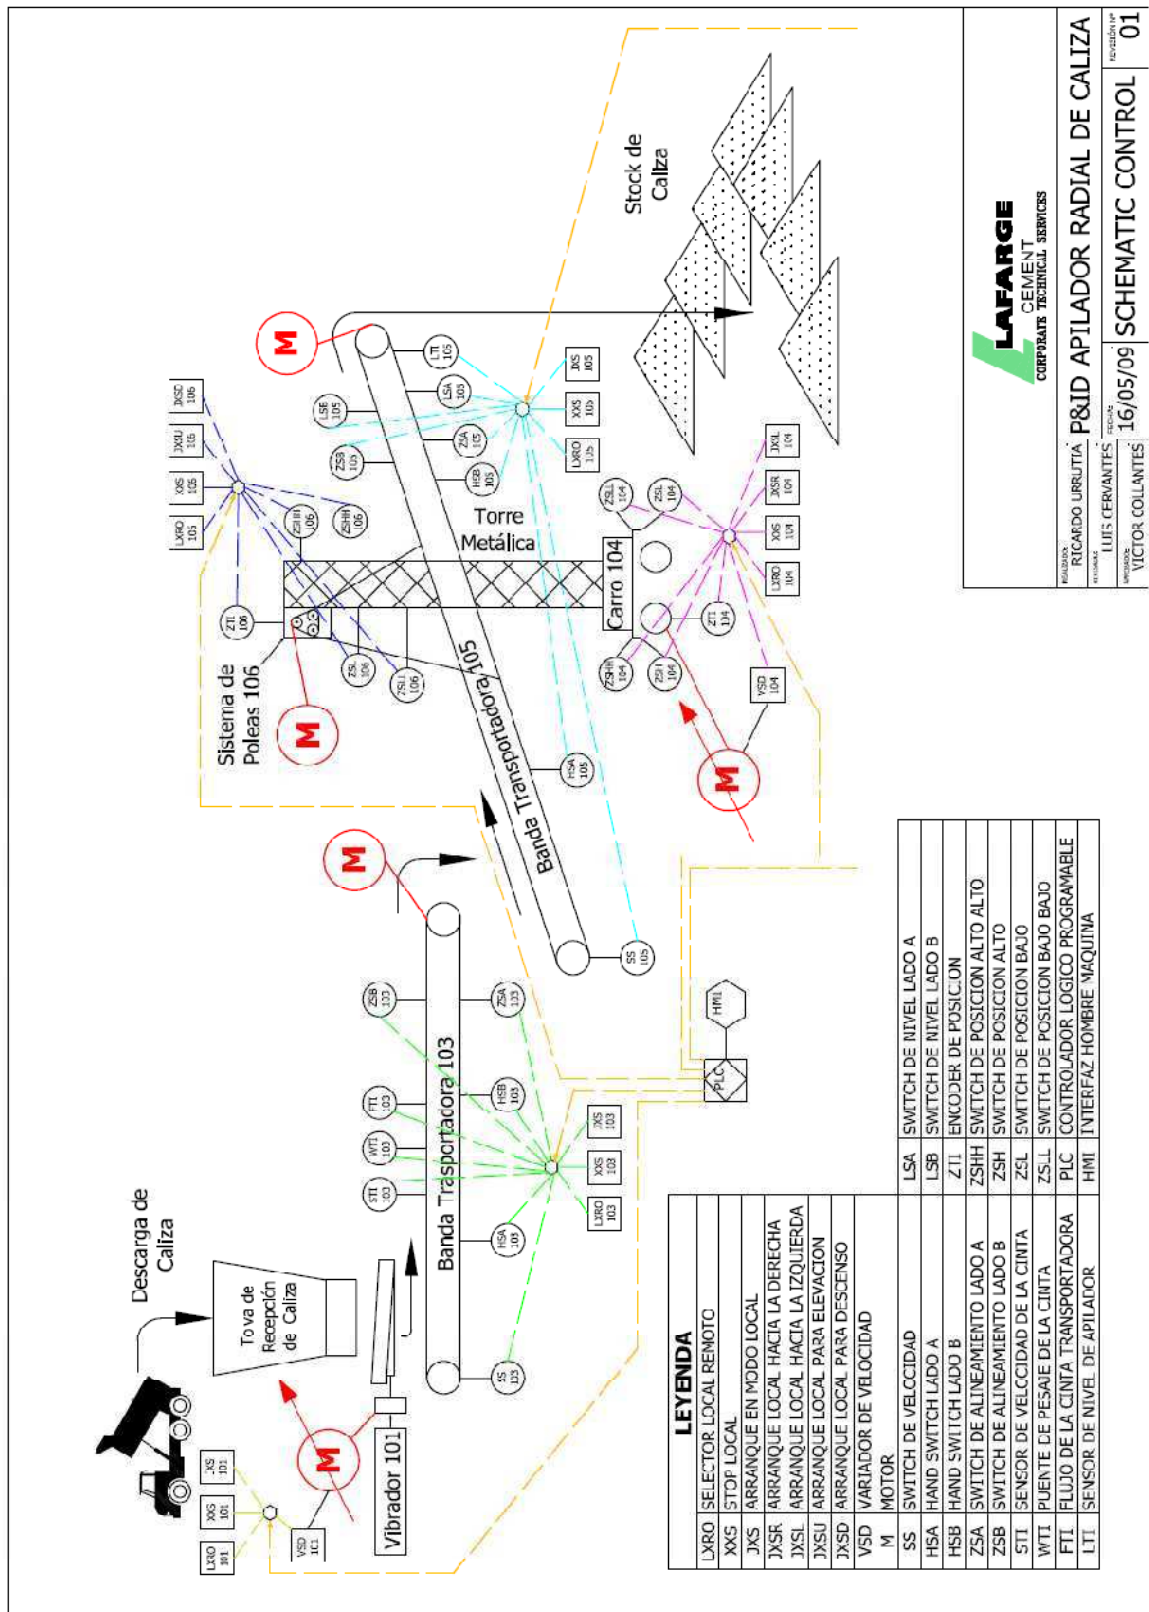 Descarga de
Caliza
Tova de
Recepción
de Caliza
Vibrador 101
M
LXRO
101
XXS
101
JXS
101
VSD
101
Banda Trasportadora 103
M
SS
103
HSA
103
HSB
103
ZSA
103
ZSB
103
STI
103
WTI
103
FTI
103
LXRO
103
XXS
103
JXS
103
PLC
HMI
Sistema de
Poleas 106
M
ZTI
106
LXRO
XXS
JXSU
JXSD
106
ZSHH
106
ZSL
106
ZSLL
106
Torre
Metálica
Banda Transportadora 105
M
SS
105
HSA
105
HSB
105
ZSA
105
ZSB
105
LSA
105
LSB
105
LTI
105
LXRO
105
XXS
105
JXS
105
Carro 104
M
ZSHH
104
ZSH
104
ZTI
104
VSD
104
ZSLL
104
ZSL
104
LXRO
104
XXS
104
JXSR
104
JXSL
104
Stock de
Caliza
LEYENDA
LXRO SELECTOR LOCAL REMOTO
XXS STOP LOCAL
JXS ARRANQUE EN MODO LOCAL
JXSR ARRANQUE LOCAL HACIA LA DERECHA
JXSL ARRANQUE LOCAL HACIA LA IZQUIERDA
JXSU ARRANQUE LOCAL PARA ELEVACION
JXSD ARRANQUE LOCAL PARA DESCENSO
VSD VARIADOR DE VELOCIDAD
M MOTOR
SS SWITCH DE VELOCIDAD
HSA HAND SWITCH LADO A
HSB HAND SWITCH LADO B
ZSA SWITCH DE ALINEAMIENTO LADO A
ZSB SWITCH DE ALINEAMIENTO LADO B
STI SENSOR DE VELOCIDAD DE LA CINTA
WTI PUENTE DE PESAJE DE LA CINTA
FTI FLUJO DE LA CINTA TRANSPORTADORA
LTI SENSOR DE NIVEL DE APILADOR
LSA SWITCH DE NIVEL LADO A
LSB SWITCH DE NIVEL LADO B
ZTI ENCODER DE POSICION
ZSHH SWITCH DE POSICION ALTO ALTO
ZSH SWITCH DE POSICION ALTO
ZSL SWITCH DE POSICION BAJO
ZSLL SWITCH DE POSICION BAJO BAJO
PLC CONTROLADOR LOGICO PROGRAMABLE
HMI INTERFAZ HOMBRE MAQUINA
LAFARGE
CEMENT
CORPORATE TECHNICAL SERVICES
RICARDO URRUTIA
P&ID APILADOR RADIAL DE CALIZA
LUIS CERVANTES
VICTOR COLLANTES
FECHA:
16/05/09
SCHEMATIC CONTROL
REVISIÓN Nº
01